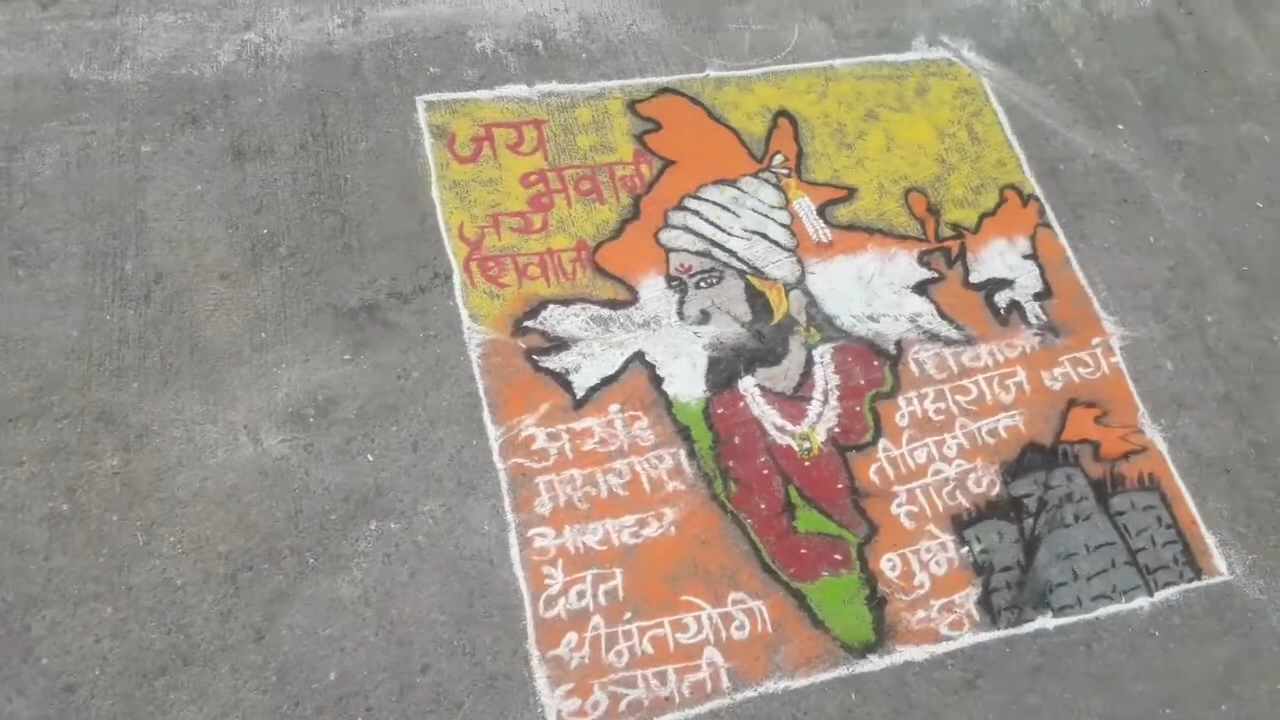 जय
भवानी
जय
शिवाजी
अखंड
महाराष्ट्र
आराध्य
दैवत
श्रीमंतयोगी
छत्रपती
शिवाजी
महाराज जयं-
तीनिमीत्त
हार्दिक
शुभे-
च्छा